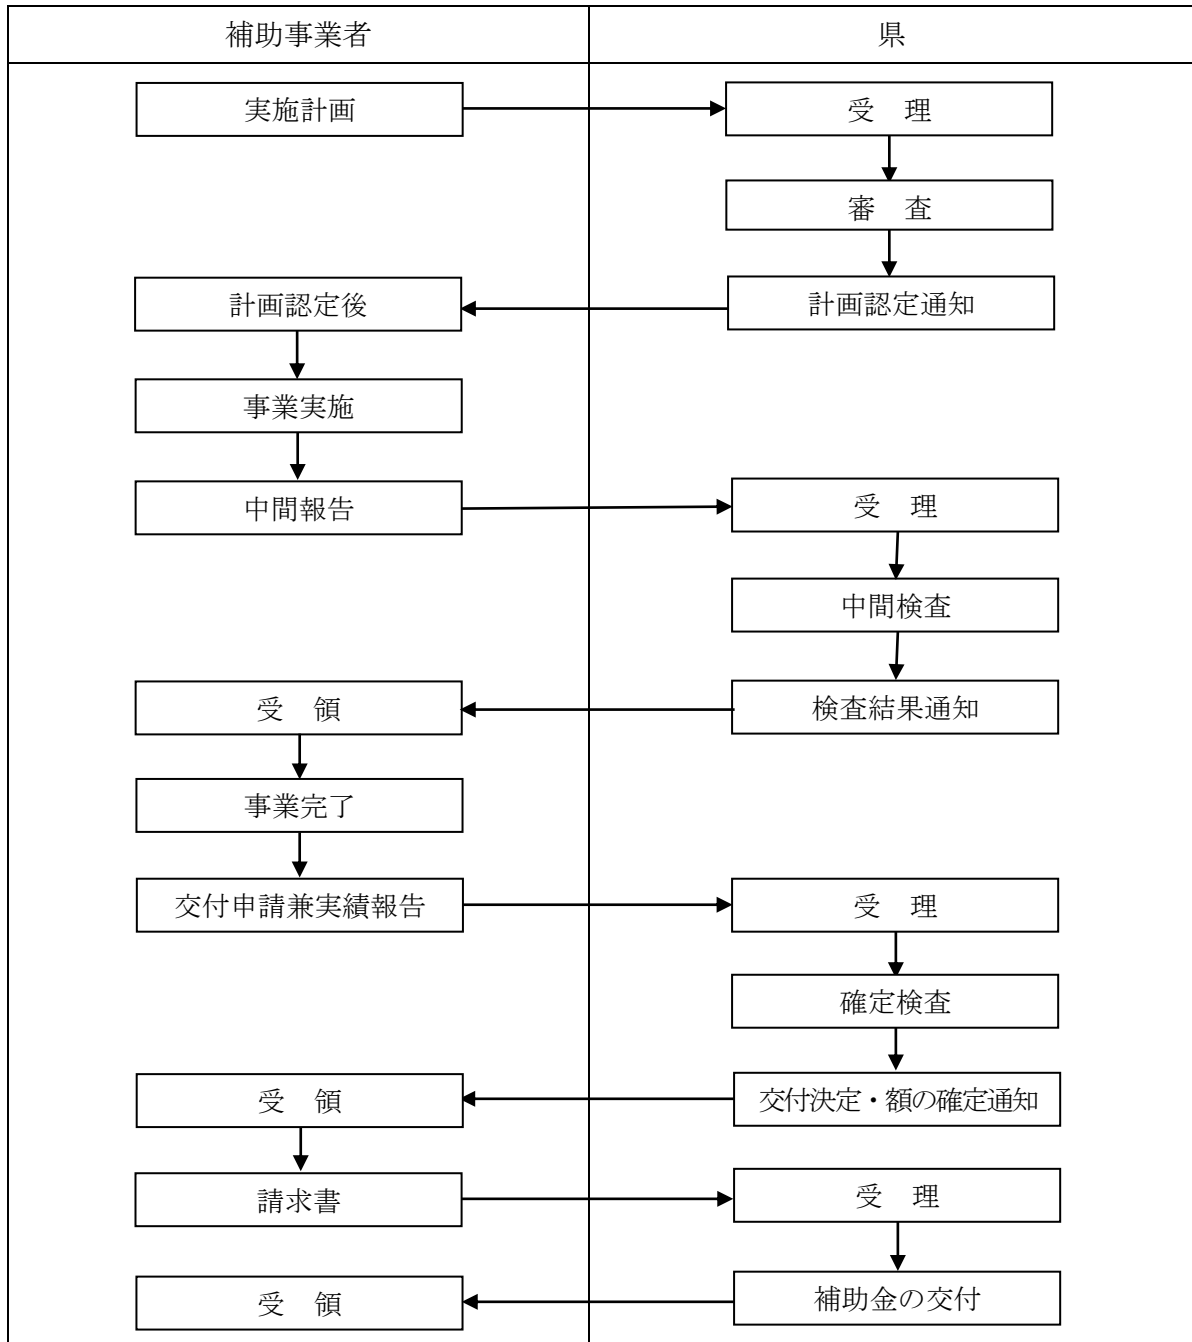 補助事業者
県
実施計画
受　理
審　査
計画認定通知
計画認定後
事業実施
中間報告
受　理
中間検査
検査結果通知
受　領
事業完了
交付申請兼実績報告
受　理
確定検査
交付決定・額の確定通知
受　領
請求書
受　理
補助金の交付
受　領